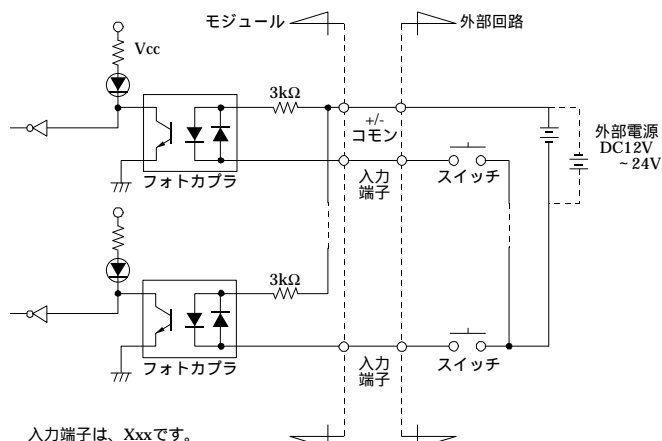 モジュール
外部回路
Vcc
3kΩ
+/-
コモン
外部電源
DC12V
~24V
フォトカプラ
入力
端子
スイッチ
3kΩ
フォトカプラ
入力
端子
スイッチ
入力端子は、Xxxです。